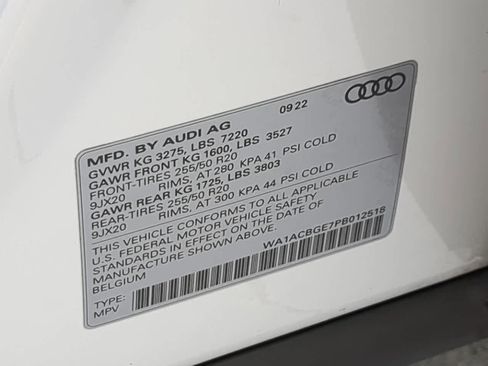 MFD. BY AUDI AG 09 22
GVWR KG 3275, LBS 7220
GAWR FRONT KG 1600, LBS 3527
FRONT-TIRES 255/50 R20
9JX20 RIMS, AT 280 KPA 41 PSI COLD
GAWR REAR KG 1725, LBS 3803
REAR-TIRES 255/50 R20
9JX20 RIMS, AT 300 KPA 44 PSI COLD
THIS VEHICLE CONFORMS TO ALL APPLICABLE
U.S. FEDERAL MOTOR VEHICLE SAFETY
STANDARDS IN EFFECT ON THE DATE OF
MANUFACTURE SHOWN ABOVE.
BELGIUM
WA1ACBGE7PB012518
TYPE:
MPV